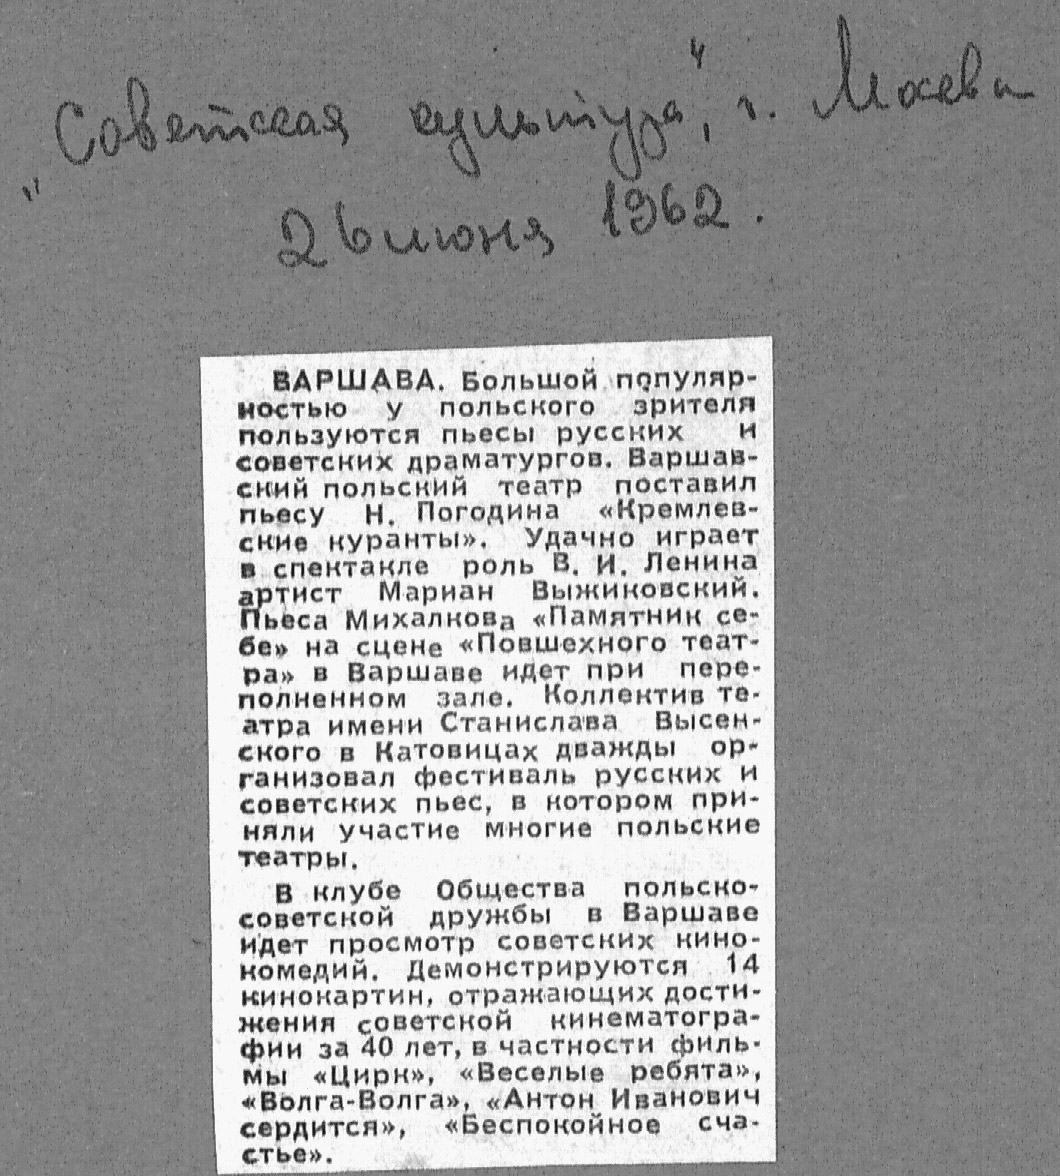 „Советская культура", г. Москва
26 июня 1962.
ВАРШАВА. Большой популяр-
ностью у польского зрителя
пользуются пьесы русских и
советских драматургов. Варшав-
ский польский театр поставил
пьесу Н. Погодина «Кремлев-
ские куранты». Удачно играет
в спектакле роль В. И. Ленина
артист Мариан Выжиковский.
Пьеса Михалкова «Памятник се-
бе» на сцене «Повшехного теат-
ра» в Варшаве идет при пере-
полненном зале. Коллектив те-
атра имени Станислава Высен-
ского в Катовицах дважды ор-
ганизовал фестиваль русских и
советских пьес, в котором при-
няли участие многие польские
театры.
В клубе Общества польско-
советской дружбы в Варшаве
идет просмотр советских кино-
комедий. Демонстрируются 14
кинокартин, отражающих дости-
жения советской кинематогра-
фии за 40 лет, в частности филь-
мы «Цирк», «Веселые ребята»,
«Волга-Волга», «Антон Иванович
сердится», «Беспокойное сча-
стье».